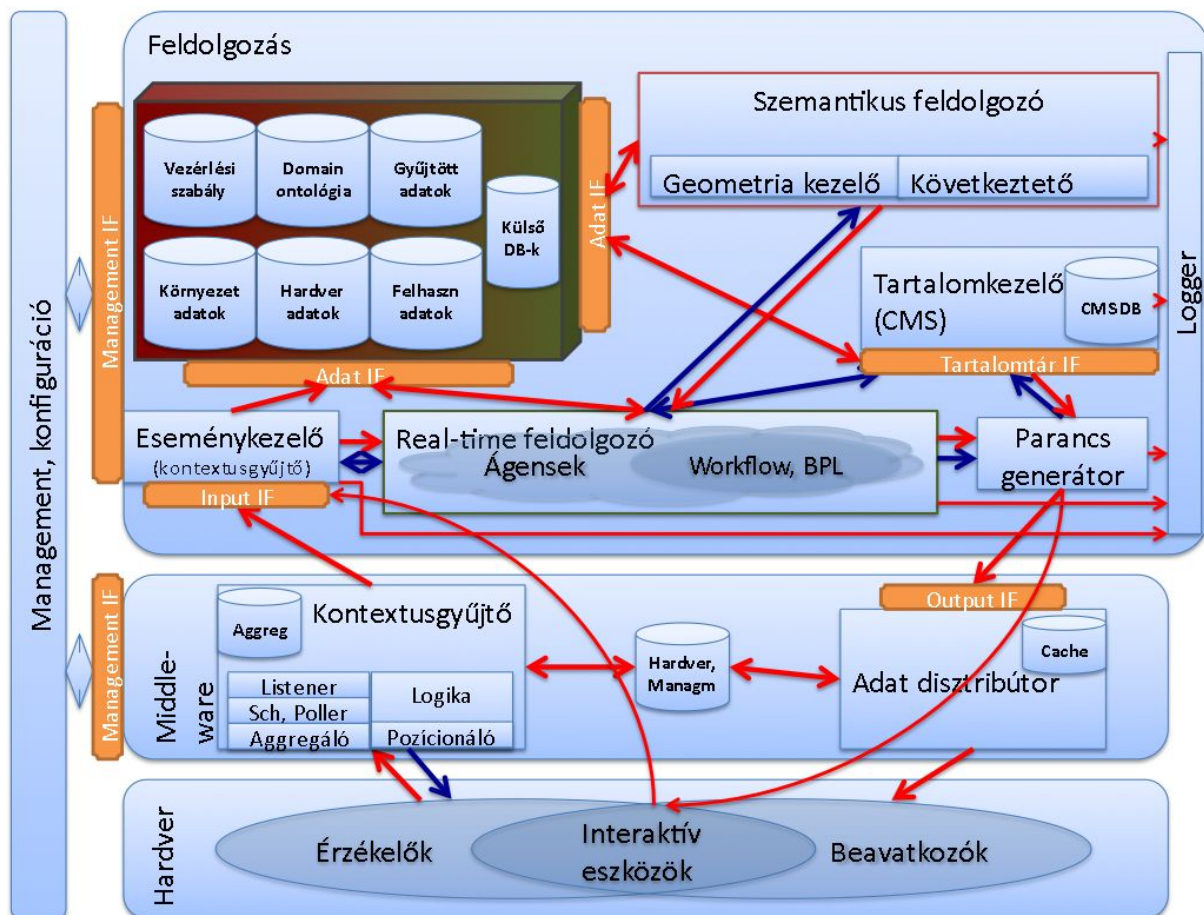 Management, konfiguráció
Feldolgozás
Management IF
Vezérlési
szabály
Domain
ontológia
Gyűjtött
adatok
Külső
DB-k
Környezet
adatok
Hardver
adatok
Felhaszn
adatok
Adat IF
Adat IF
Szemantikus feldolgozó
Geometria kezelő
Következtető
Tartalomkezelő
(CMS)
CMS DB
Tartalomtár IF
Logger
Eseménykezelő
(kontextusgyűjtő)
Input IF
Real-time feldolgozó
Ágensek
Workflow, BPL
Parancs
generátor
Management IF
Middle-
ware
Aggreg
Kontextusgyűjtő
Listener
Sch, Poller
Aggregáló
Logika
Pozícionáló
Hardver,
Managm
Output IF
Cache
Adat disztribútor
Hardver
Érzékelők
Interaktív
eszközök
Beavatkozók